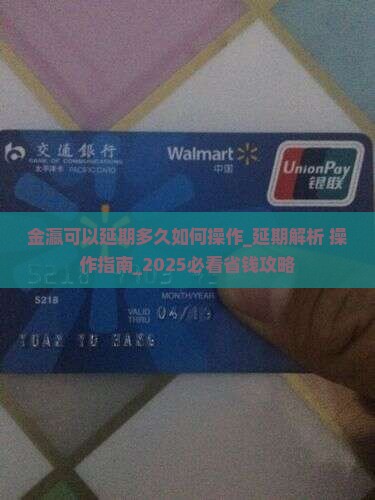 交通銀行
BANK OF COMMUNICATIONS
太平洋卡 PACIFIC CARD
Walmart
中国
UnionPay
银联
金瀛可以延期多久如何操作_延期解析 操
作指南_2025必看省钱攻略
5218
MONTH/YEAR
VALID
THRU